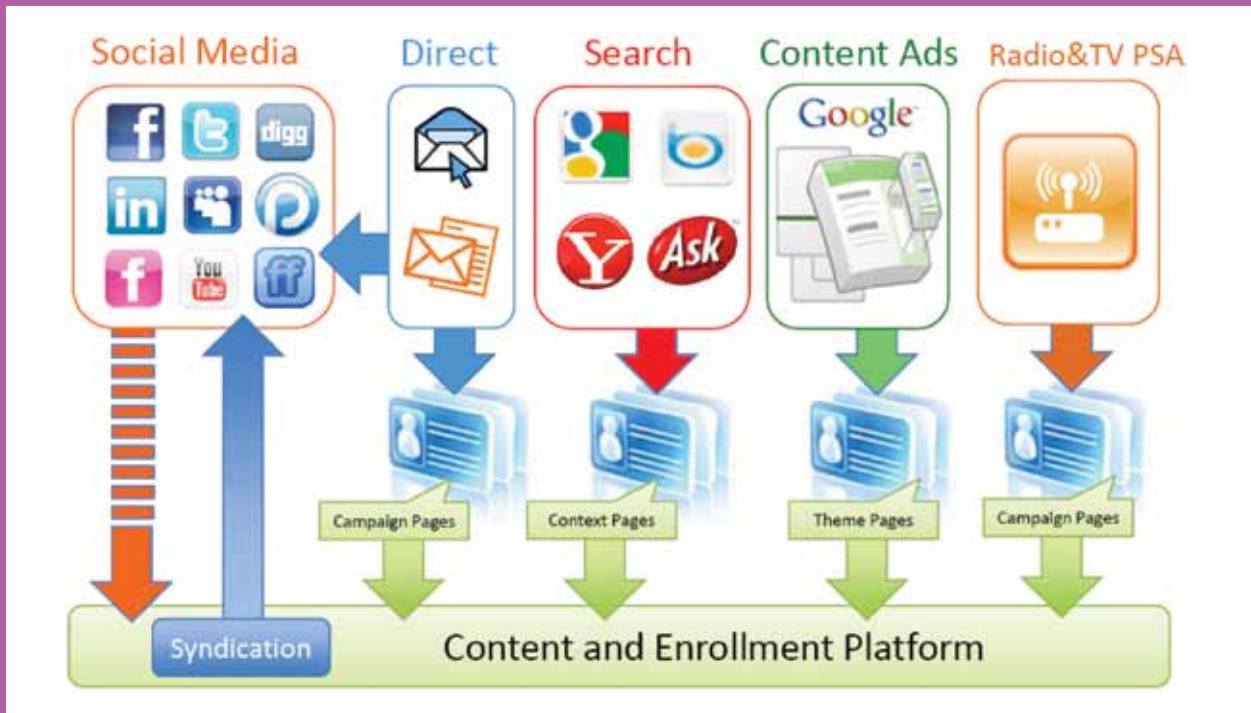 Social Media
Direct
Search
Content Ads
Radio&TV PSA
f
t
digg
in
f
You
Tube
ff
g
b
Y
Ask
Google
Campaign Pages
Context Pages
Theme Pages
Campaign Pages
Syndication
Content and Enrollment Platform